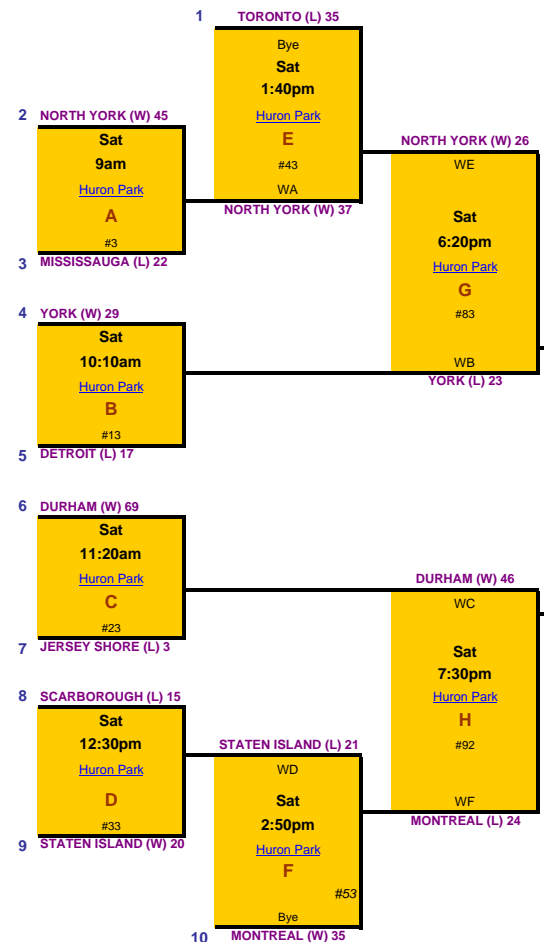 1 TORONTO (L) 35
Bye
Sat
1:40pm
Huron Park
E
#43
WA
NORTH YORK (W) 37
2 NORTH YORK (W) 45
Sat
9am
Huron Park
A
#3
3 MISSISSAUGA (L) 22
NORTH YORK (W) 26
WE
Sat
6:20pm
Huron Park
G
#83
WB
YORK (L) 23
4 YORK (W) 29
Sat
10:10am
Huron Park
B
#13
5 DETROIT (L) 17
6 DURHAM (W) 69
Sat
11:20am
Huron Park
C
#23
7 JERSEY SHORE (L) 3
DURHAM (W) 46
WC
Sat
7:30pm
Huron Park
H
#92
WF
MONTREAL (L) 24
8 SCARBOROUGH (L) 15
Sat
12:30pm
Huron Park
D
#33
9 STATEN ISLAND (W) 20
STATEN ISLAND (L) 21
WD
Sat
2:50pm
Huron Park
F
#53
Bye
10 MONTREAL (W) 35